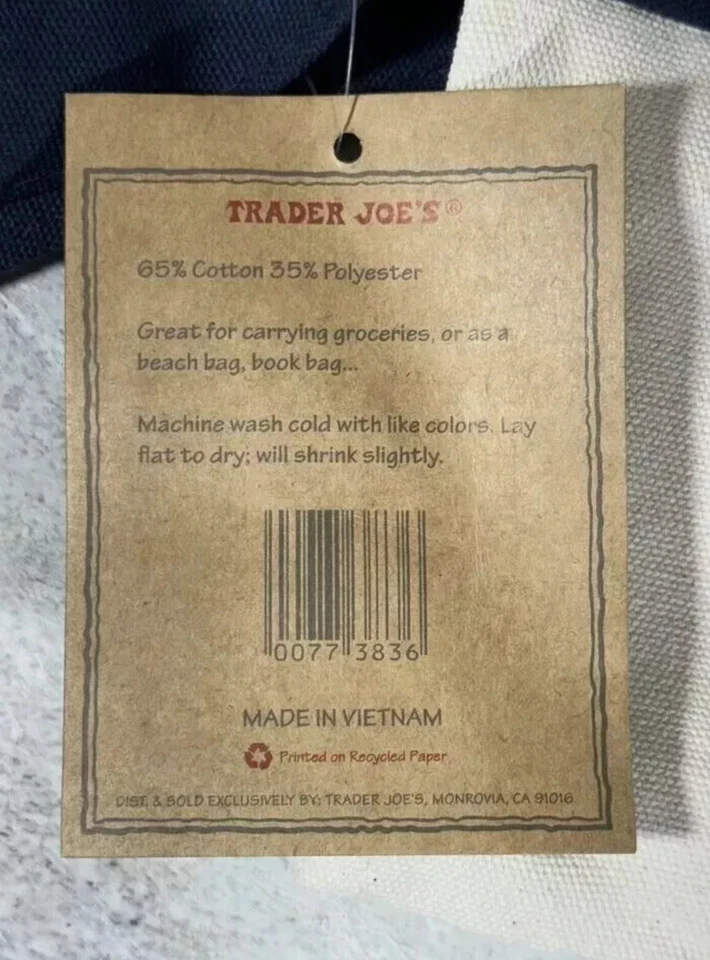 TRADER JOE'S®
65% Cotton 35% Polyester
Great for carrying groceries, or as a
beach bag, book bag...
Machine wash cold with like colors. Lay
flat to dry; will shrink slightly.
0077 3836
MADE IN VIETNAM
Printed on Recycled Paper
DIST. & SOLD EXCLUSIVELY BY: TRADER JOE'S, MONROVIA, CA 91016